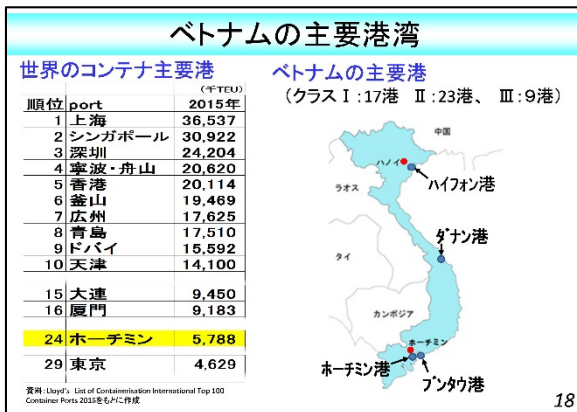 ベトナムの主要港湾
世界のコンテナ主要港
(千TEU)
順位 port 2015年
1 上海 36,537
2 シンガポール 30,922
3 深圳 24,204
4 寧波・舟山 20,620
5 香港 20,114
6 釜山 19,469
7 広州 17,625
8 青島 17,510
9 ドバイ 15,592
10 天津 14,100
15 大連 9,450
16 厦門 9,183
24 ホーチミン 5,788
29 東京 4,629
資料:Lloyd's List of Containerisation International Top 100
Container Ports 2016をもとに作成
ベトナムの主要港
(クラスⅠ:17港 Ⅱ:23港、 Ⅲ:9港)
中国
ハノイ
ハイフォン港
ラオス
ダナン港
タイ
カンボジア
ホーチミン
ホーチミン港
ブンタウ港
18